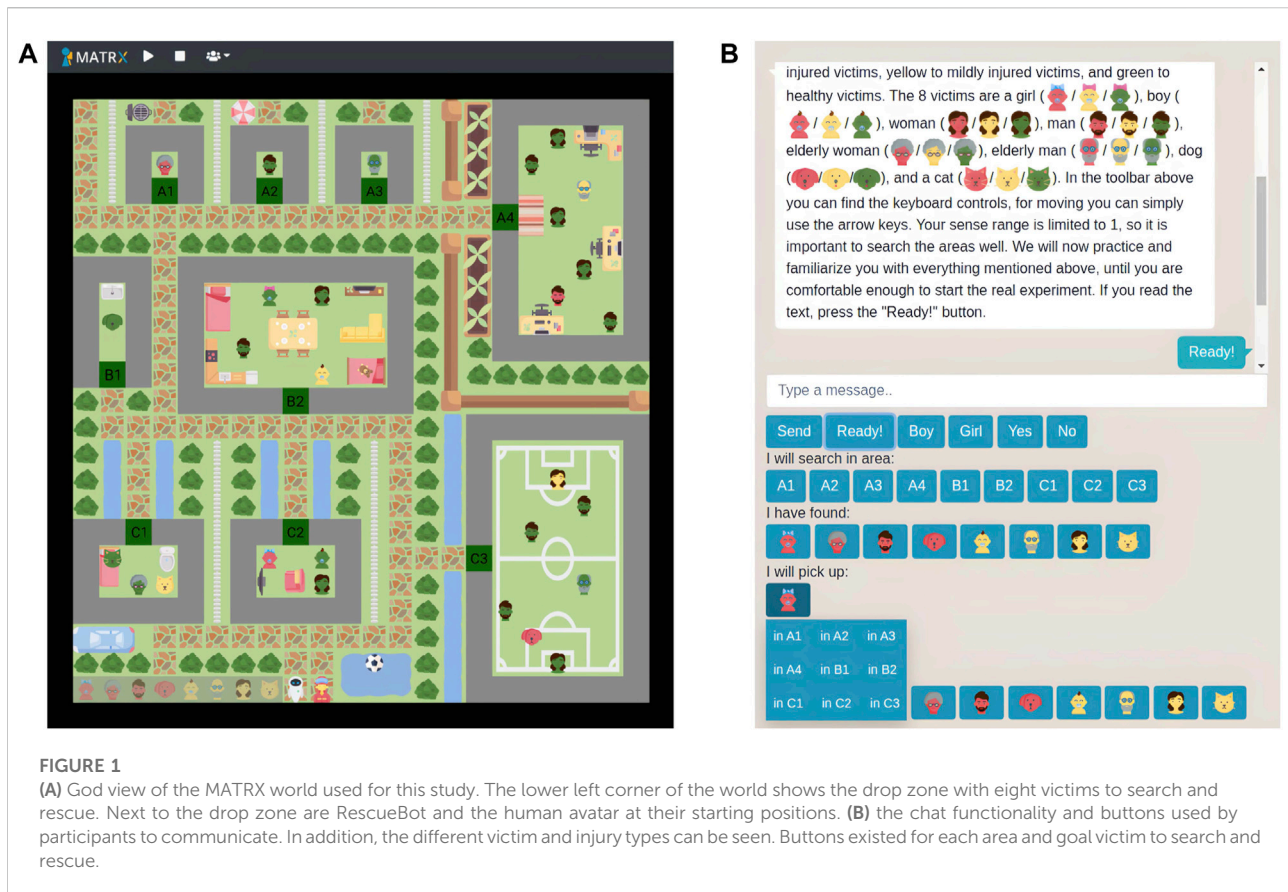 A
MATRX
A1
A2
A3
A4
B1
B2
C1
C2
C3
B
injured victims, yellow to mildly injured victims, and green to
healthy victims. The 8 victims are a girl ( / / ), boy (
/ / ), woman ( / / ), man ( / / ),
elderly woman ( / / ), elderly man ( / / ), dog
( / / ), and a cat ( / / ). In the toolbar above
you can find the keyboard controls, for moving you can simply
use the arrow keys. Your sense range is limited to 1, so it is
important to search the areas well. We will now practice and
familiarize you with everything mentioned above, until you are
comfortable enough to start the real experiment. If you read the
text, press the "Ready!" button.
Ready!
Type a message..
Send Ready! Boy Girl Yes No
I will search in area:
A1 A2 A3 A4 B1 B2 C1 C2 C3
I have found:
I will pick up:
in A1 in A2 in A3
in A4 in B1 in B2
in C1 in C2 in C3
FIGURE 1
(A) God view of the MATRX world used for this study. The lower left corner of the world shows the drop zone with eight victims to search and
rescue. Next to the drop zone are RescueBot and the human avatar at their starting positions. (B) the chat functionality and buttons used by
participants to communicate. In addition, the different victim and injury types can be seen. Buttons existed for each area and goal victim to search and
rescue.